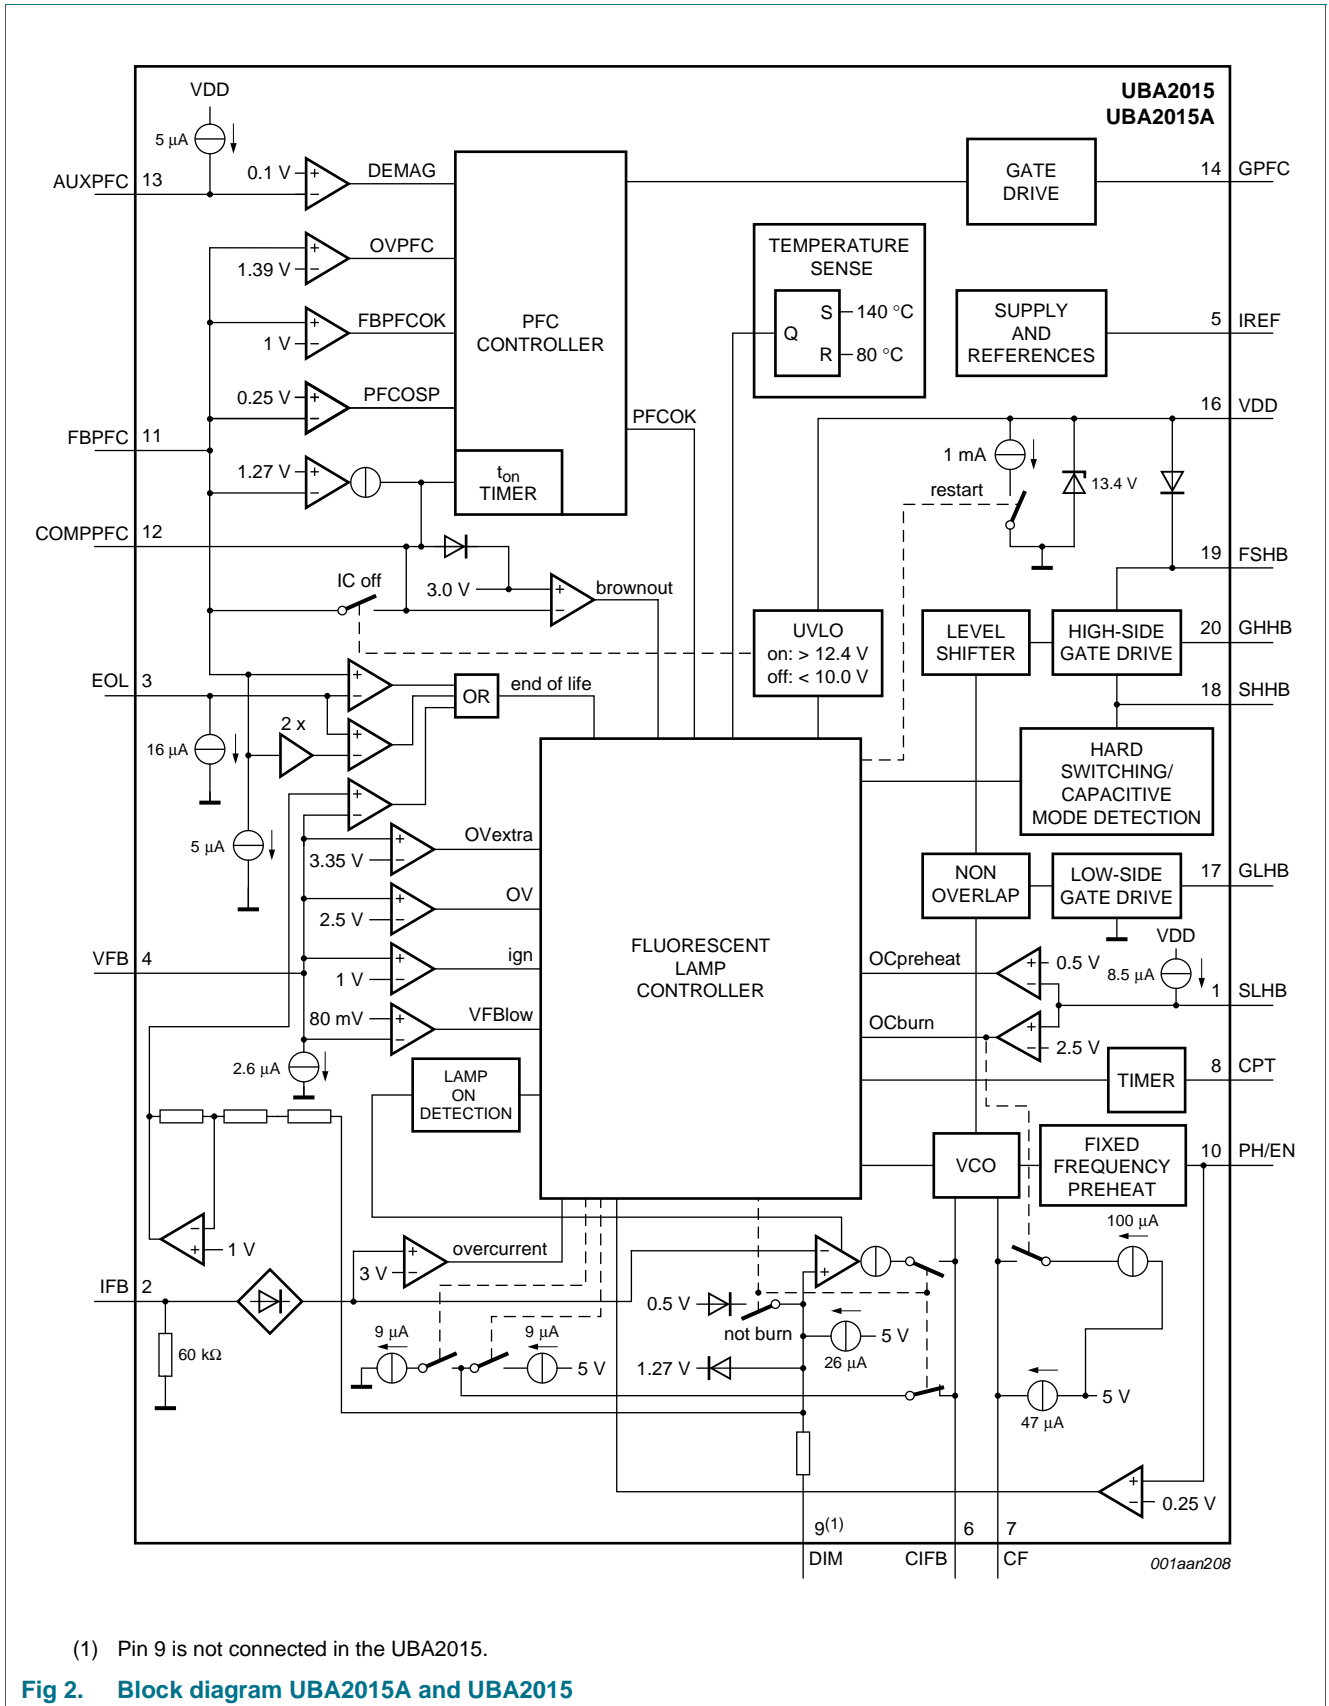 UBA2015
UBA2015A
VDD
5 µA
AUXPFC 13
0.1 V
+
−
DEMAG
GATE
DRIVE
14 GPFC
OVPFC
+
−
1.39 V
TEMPERATURE
SENSE
S
140 °C
Q
R
80 °C
FBPFCOK
+
−
1 V
PFC
CONTROLLER
SUPPLY
AND
REFERENCES
5 IREF
0.25 V
+
−
PFCOSP
PFCOK
16 VDD
FBPFC 11
1.27 V
+
−
ton
TIMER
1 mA
13.4 V
restart
COMPPFC 12
19 FSHB
IC off
3.0 V
+
−
brownout
UVLO
on: > 12.4 V
off: < 10.0 V
LEVEL
SHIFTER
HIGH-SIDE
GATE DRIVE
20 GHHB
EOL 3
+
−
OR
end of life
18 SHHB
16 µA
2 x
+
−
HARD
SWITCHING/
CAPACITIVE
MODE DETECTION
+
−
5 µA
OVextra
+
−
3.35 V
NON
OVERLAP
LOW-SIDE
GATE DRIVE
17 GLHB
OV
+
−
2.5 V
VDD
8.5 µA
VFB 4
ign
+
−
1 V
FLUORESCENT
LAMP
CONTROLLER
OCpreheat
+
−
0.5 V
1 SLHB
80 mV
+
−
VFBlow
OCburn
+
−
2.5 V
2.6 µA
LAMP
ON
DETECTION
TIMER
8 CPT
VCO
FIXED
FREQUENCY
PREHEAT
10 PH/EN
−
+
1 V
100 µA
overcurrent
+
−
3 V
−
+
IFB 2
60 kΩ
0.5 V
not burn
9 µA
9 µA
5 V
1.27 V
26 µA
5 V
47 µA
5 V
+
−
0.25 V
9(1)
6
7
DIM
CIFB
CF
001aan208
(1) Pin 9 is not connected in the UBA2015.
Fig 2. Block diagram UBA2015A and UBA2015